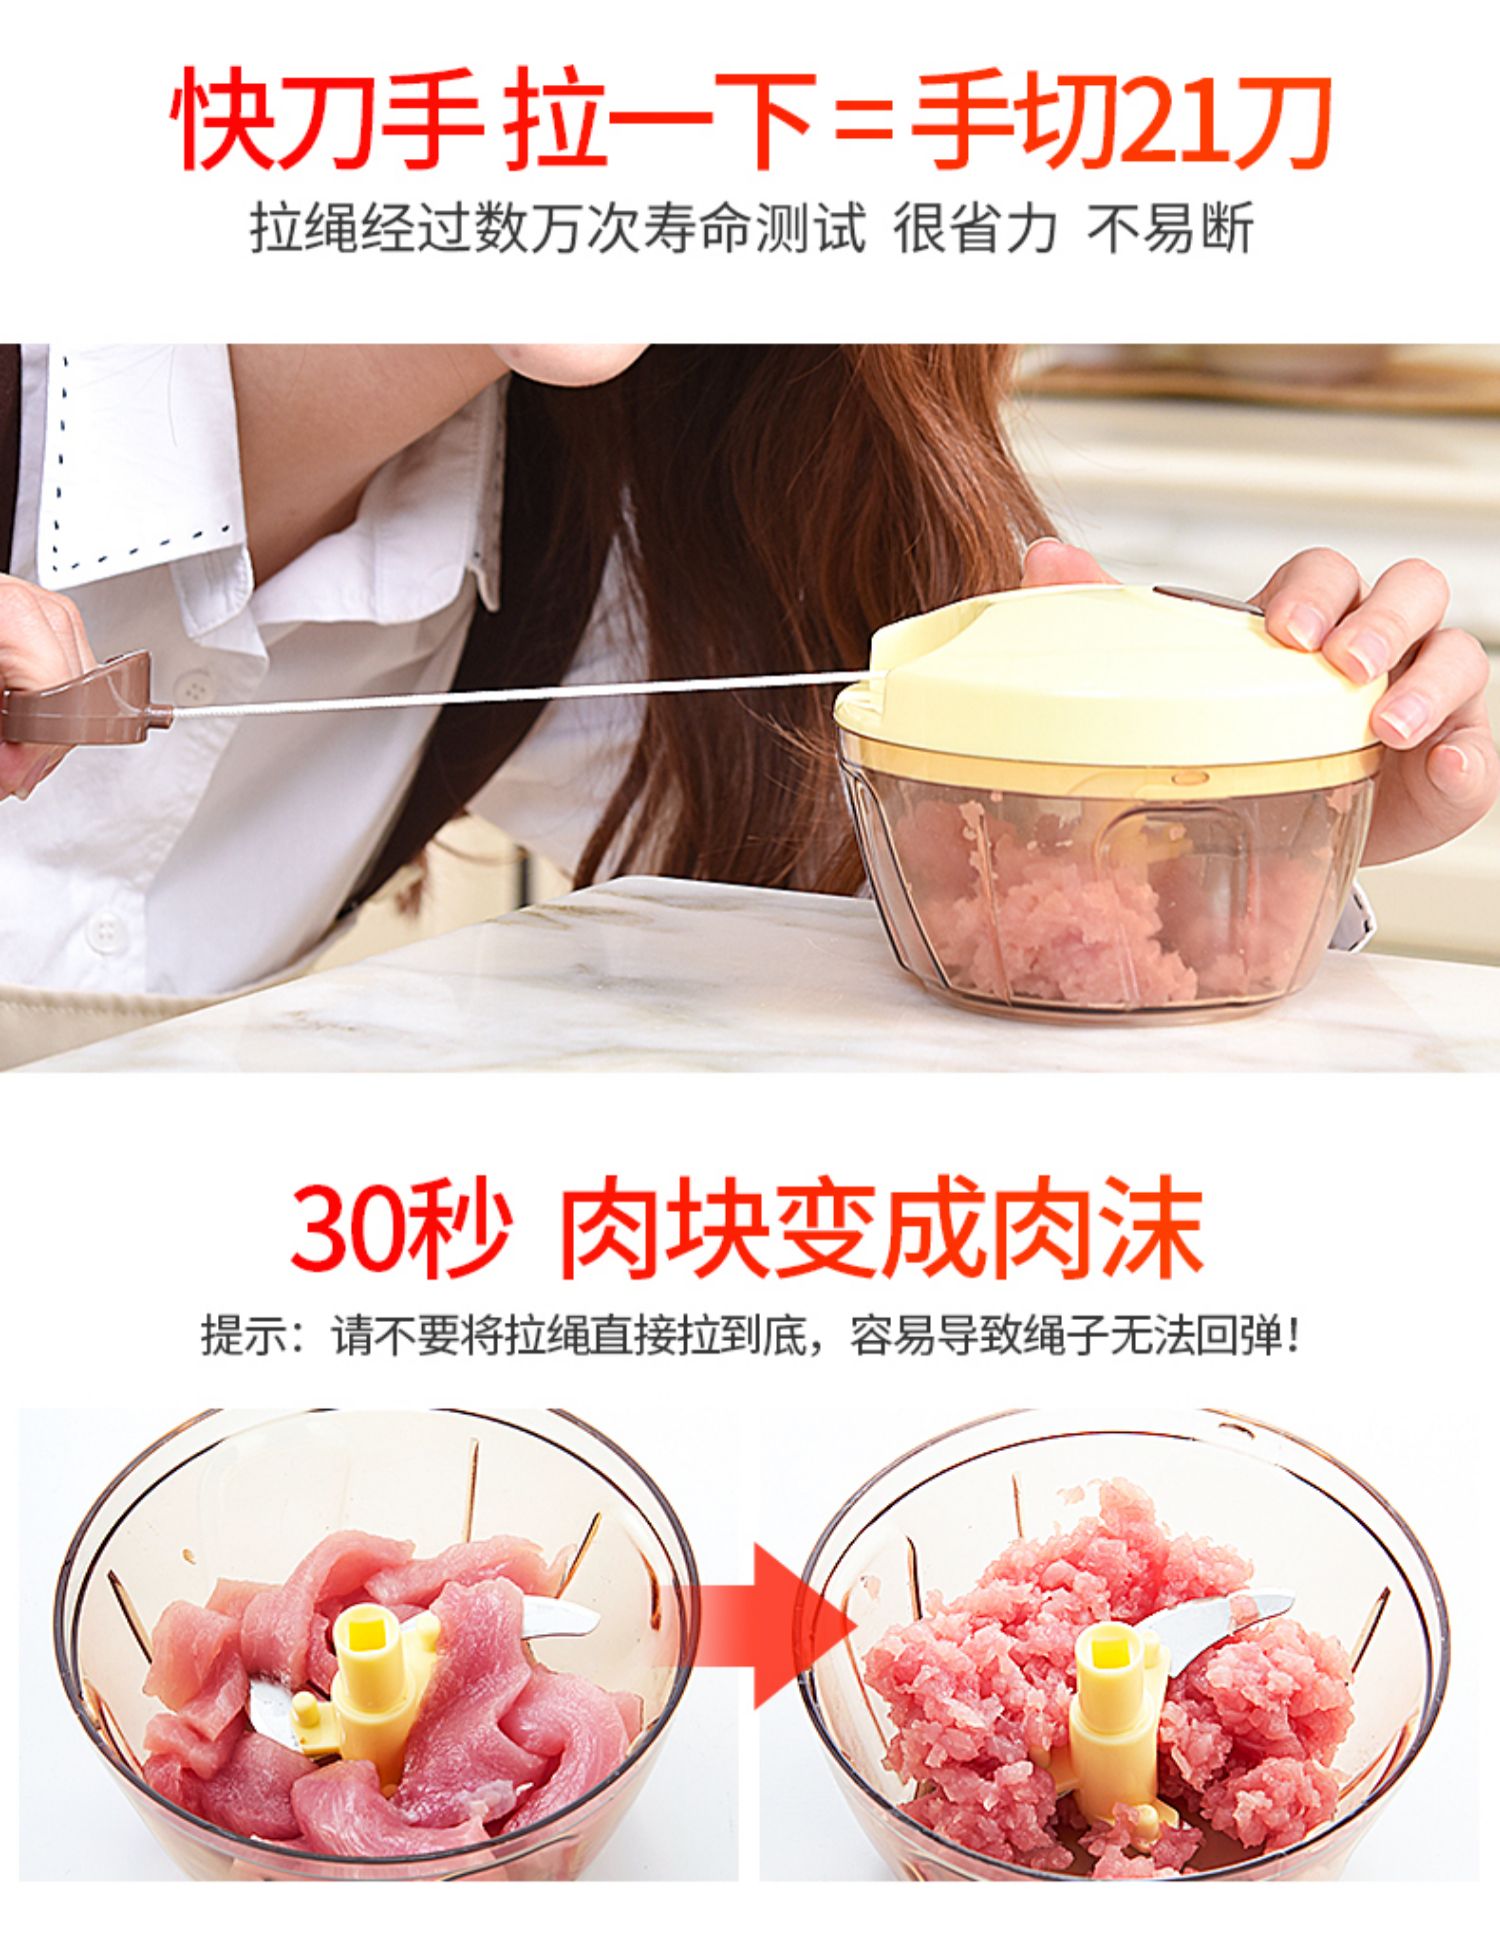 快刀手 拉一下=手切21刀
拉绳经过数万次寿命测试 很省力 不易断
30秒 肉块变成肉沫
提示：请不要将拉绳直接拉到底，容易导致绳子无法回弹！